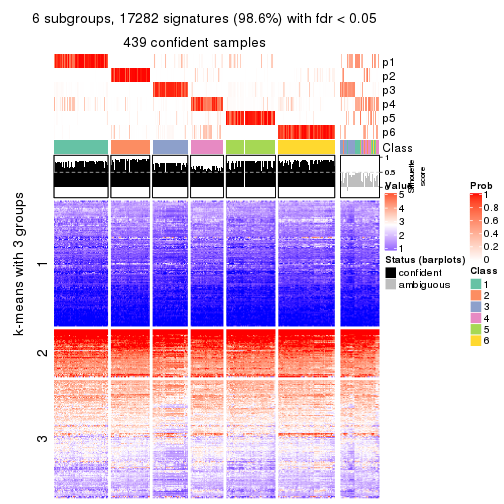 6 subgroups, 17282 signatures (98.6%) with fdr < 0.05
439 confident samples
p1
p2
p3
p4
p5
p6
Class
1
0.5
0
Silhouette
score
k-means with 3 groups
1
2
3
Value
5
4
3
2
1
Status (barplots)
confident
ambiguous
Prob
1
0.8
0.6
0.4
0.2
0
Class
1
2
3
4
5
6